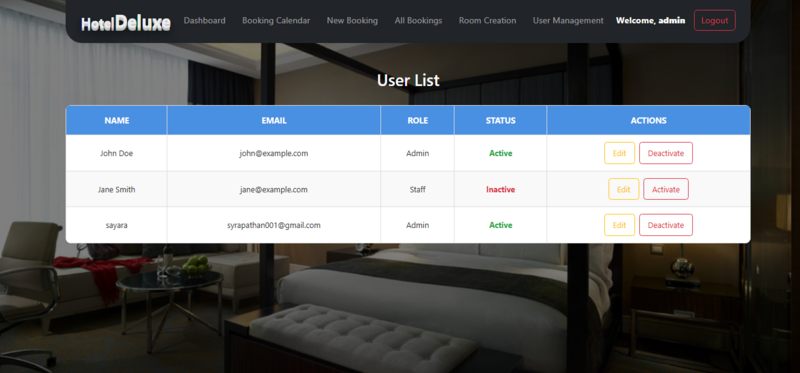 HotelDeluxe Dashboard Booking Calendar New Booking All Bookings Room Creation User Management Welcome, admin Logout
User List
NAME EMAIL ROLE STATUS ACTIONS
John Doe john@example.com Admin Active Edit Deactivate
Jane Smith jane@example.com Staff Inactive Edit Activate
sayara syrapathan001@gmail.com Admin Active Edit Deactivate